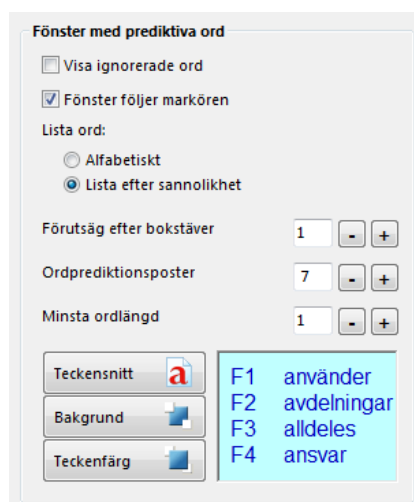 Fönster med prediktiva ord
Visa ignorerade ord
Fönster följer markören
Lista ord:
Alfabetiskt
Lista efter sannolikhet
Förutsäg efter bokstäver 1 - +
Ordprediktionsposter 7 - +
Minsta ordlängd 1 - +
Teckensnitt a
Bakgrund
Teckenfärg
F1 använder
F2 avdelningar
F3 alldeles
F4 ansvar